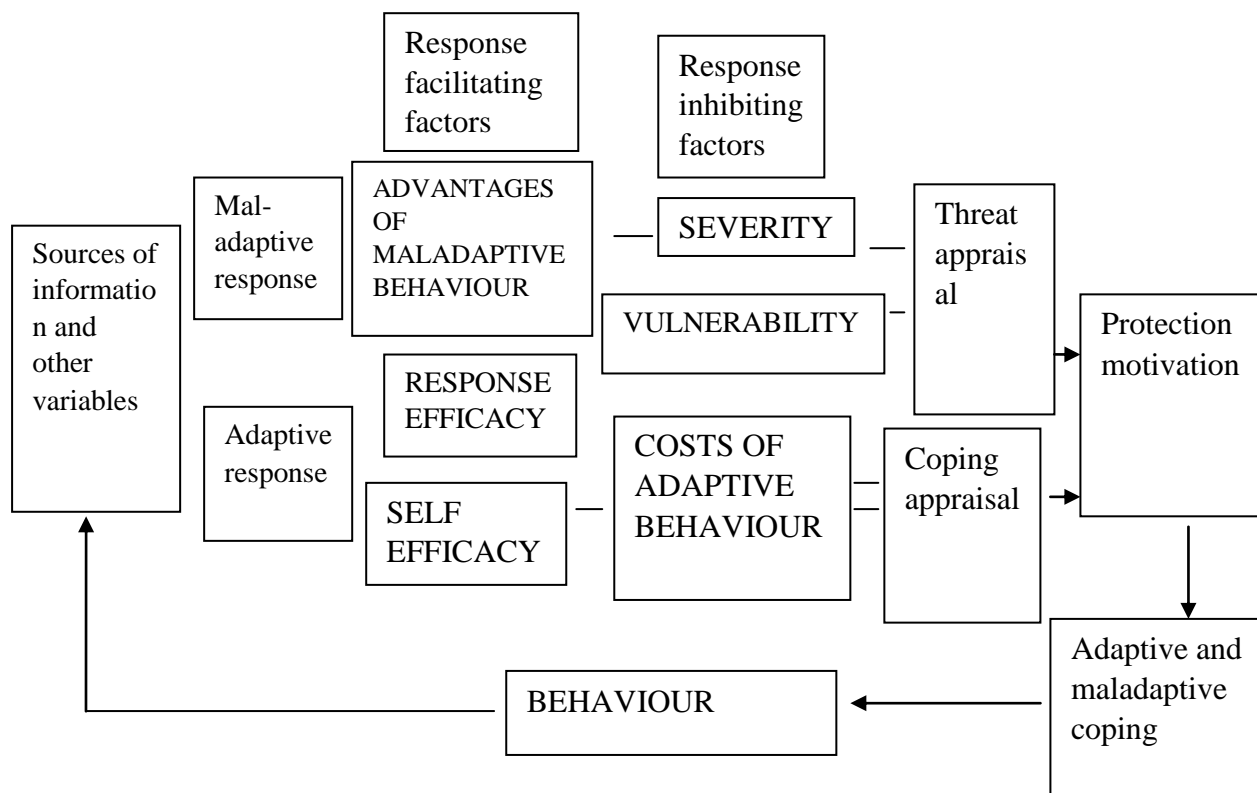 Response
facilitating
factors
Response
inhibiting
factors
Mal-
adaptive
response
ADVANTAGES
OF
MALADAPTIVE
BEHAVIOUR
SEVERITY
Threat
apprais
al
Sources of
informatio
n and
other
variables
VULNERABILITY
Protection
motivation
RESPONSE
EFFICACY
Adaptive
response
COSTS OF
ADAPTIVE
BEHAVIOUR
Coping
appraisal
SELF
EFFICACY
Adaptive and
maladaptive
coping
BEHAVIOUR